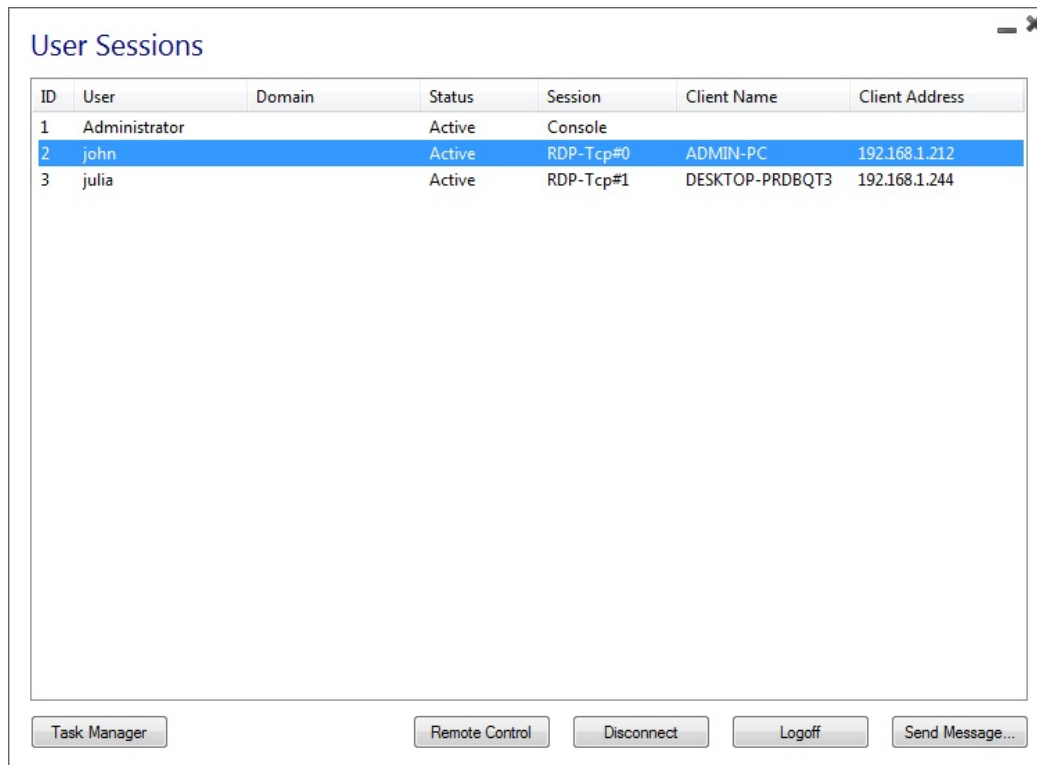 User Sessions
ID User Domain Status Session Client Name Client Address
1 Administrator Active Console
2 john Active RDP-Tcp#0 ADMIN-PC 192.168.1.212
3 julia Active RDP-Tcp#1 DESKTOP-PRDBQT3 192.168.1.244
Task Manager Remote Control Disconnect Logoff Send Message...